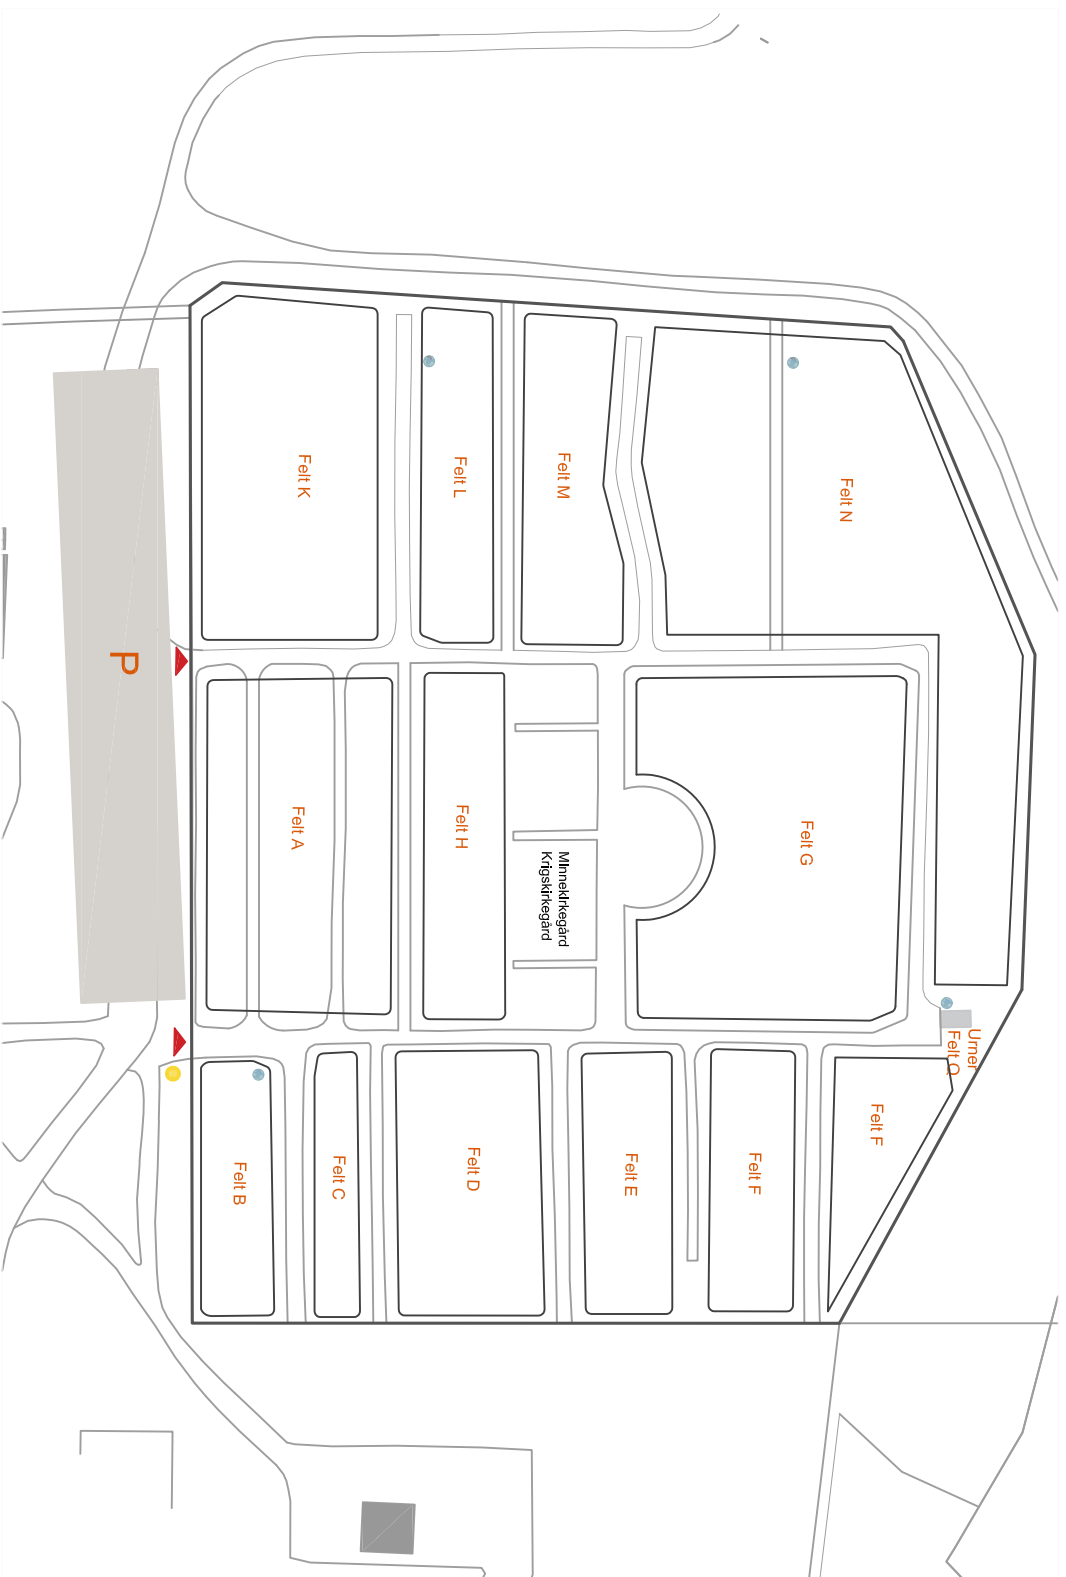 Felt K
Felt L
Felt M
Felt N
P
Felt A
Felt H
MInnekIrkegård
Krigskirkegård
Felt G
Urner
Felt O
Felt B
Felt C
Felt D
Felt E
Felt F
Felt F